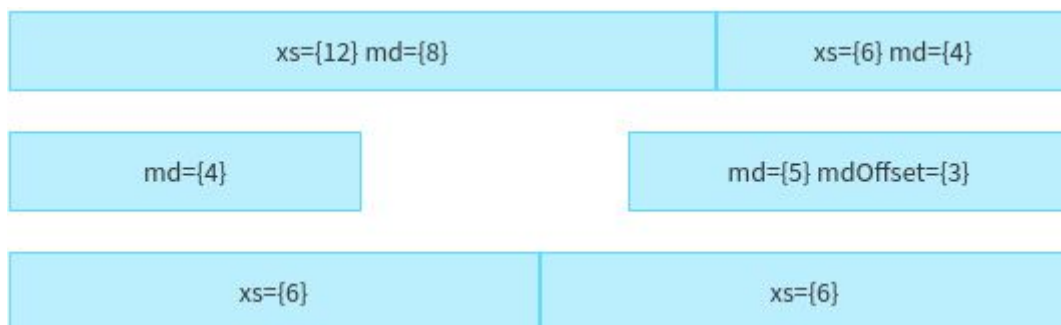 xs={12} md={8} xs={6} md={4}
md={4} md={5} mdOffset={3}
xs={6} xs={6}